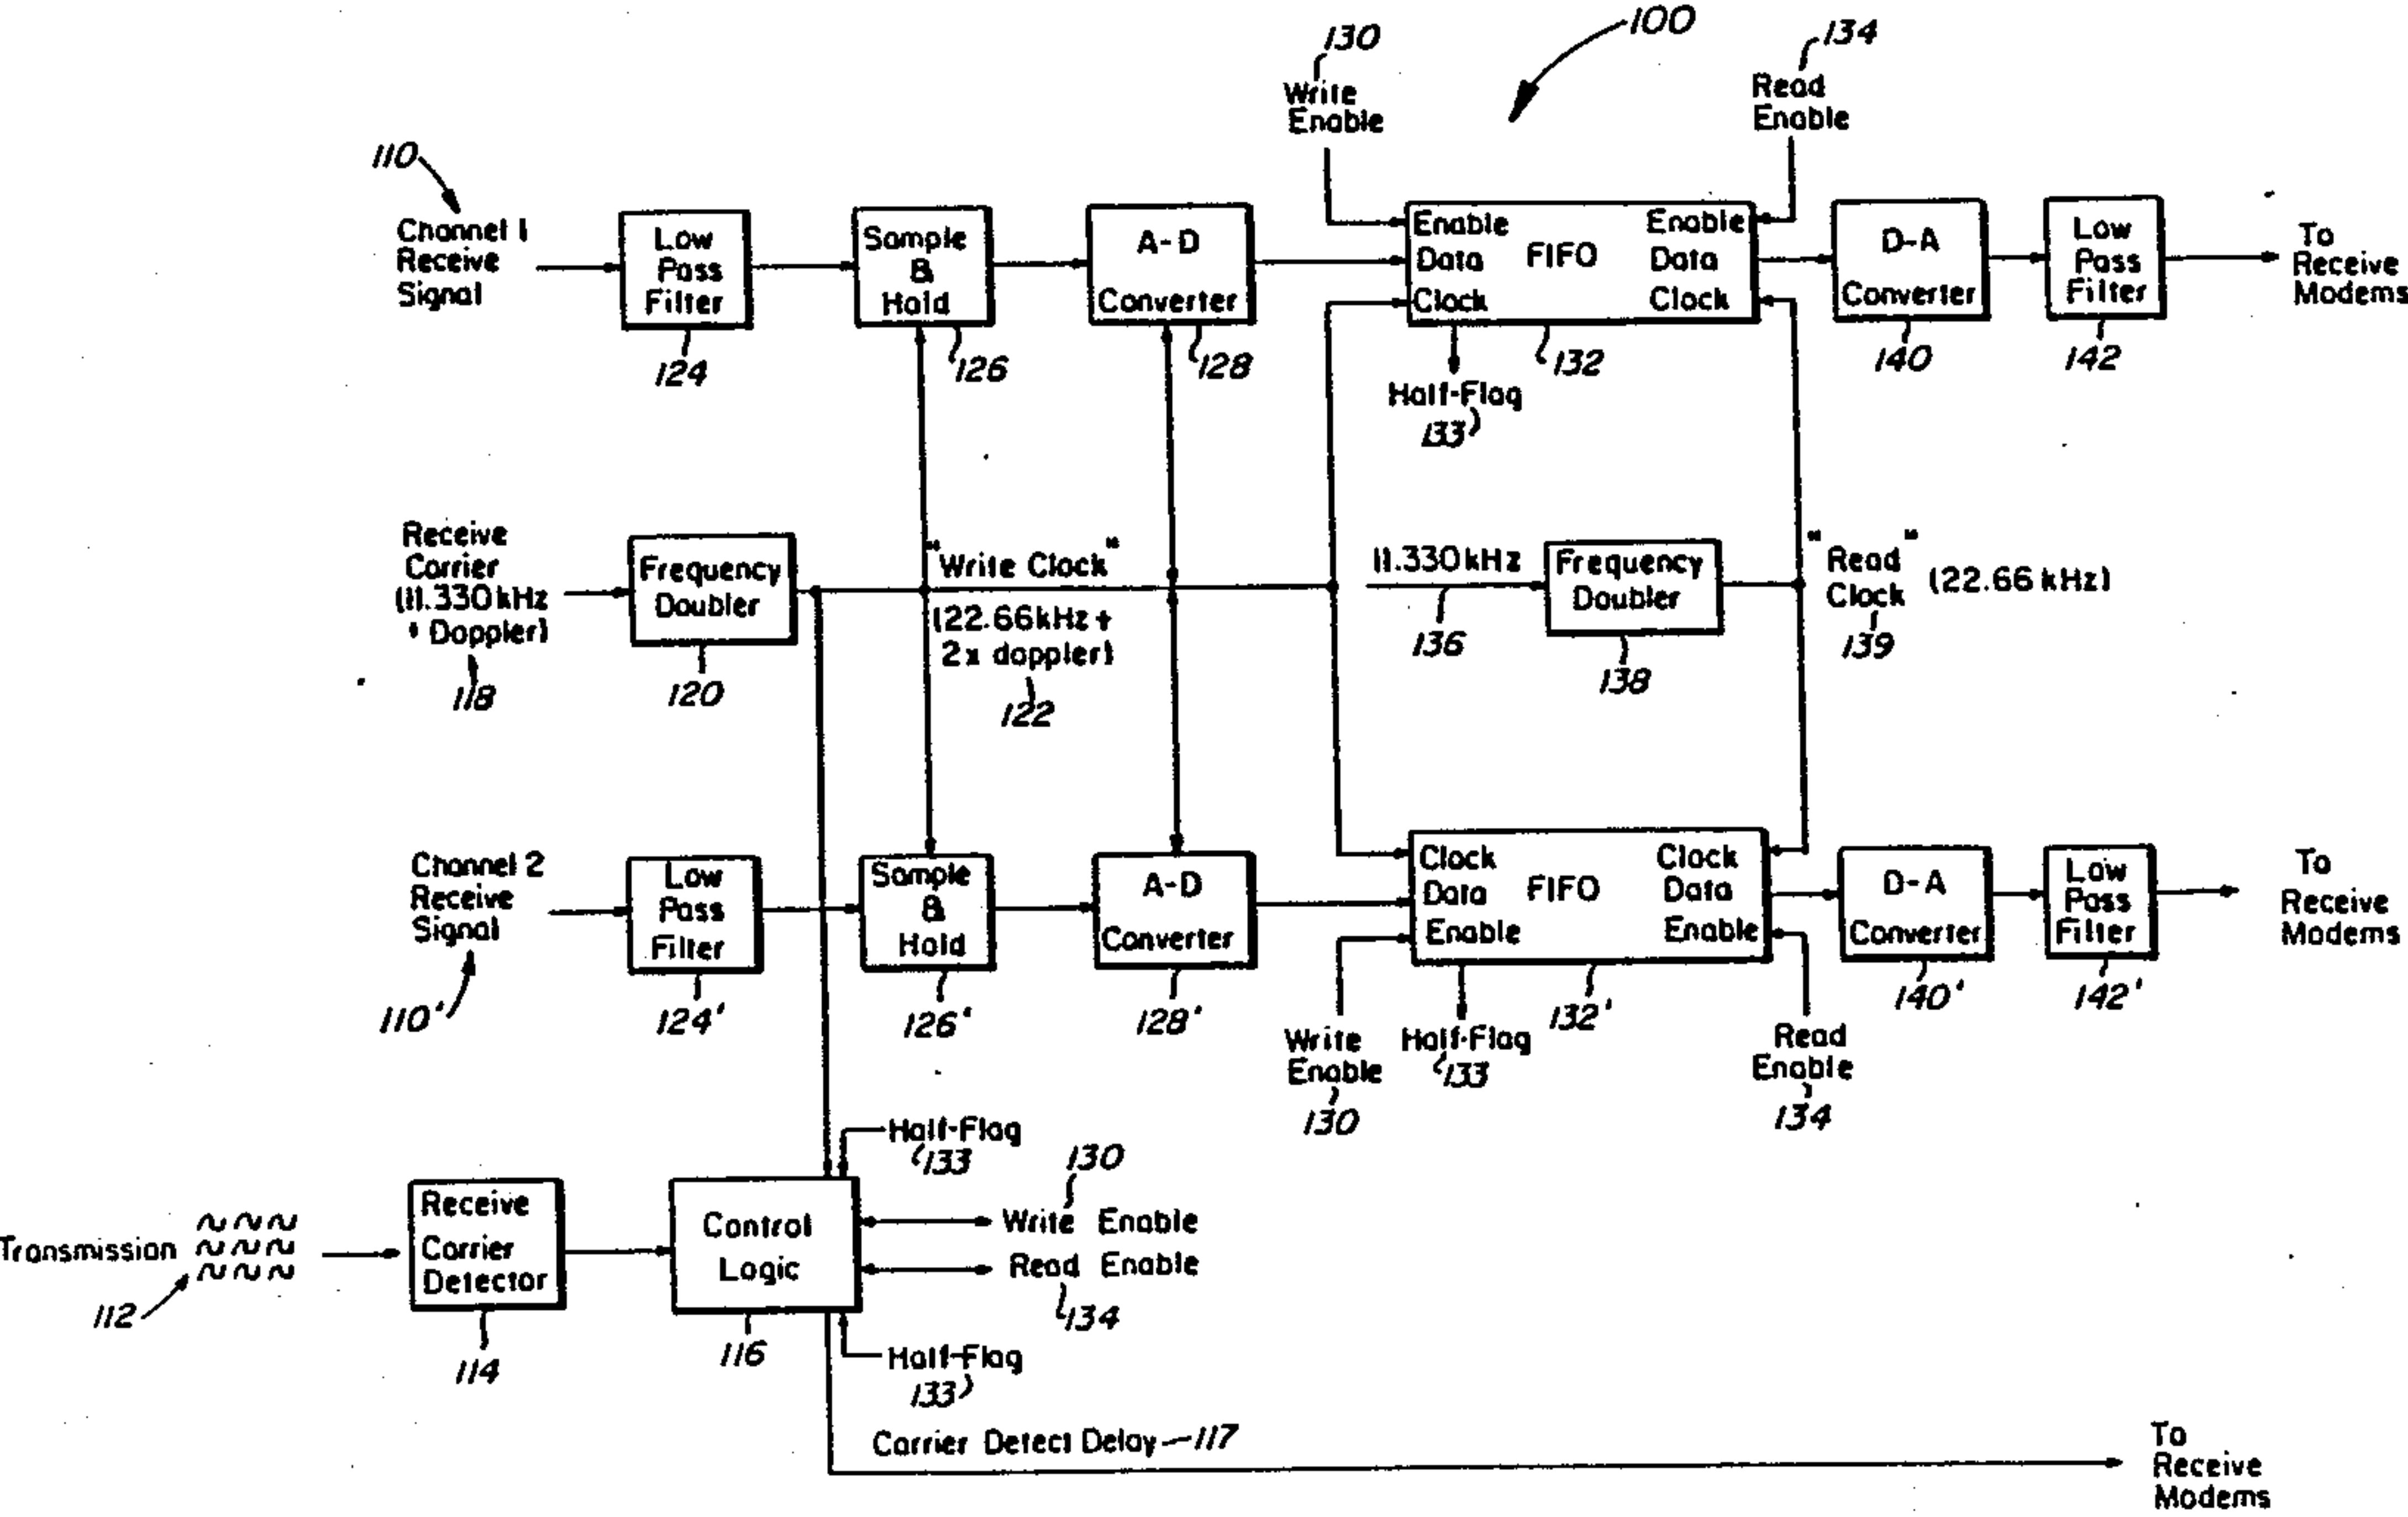 100
130
Write
Enable
134
Read
Enable
110
Channel 1
Receive
Signal
Low
Pass
Filter
124
Sample
&
Hold
126
A-D
Converter
128
Enable
Data
Clock
FIFO
Enable
Data
Clock
132
Half-Flag
133
D-A
Converter
140
Low
Pass
Filter
142
To
Receive
Modems
Receive
Carrier
(11.330 kHz
+ Doppler)
118
Frequency
Doubler
120
"Write Clock"
(22.66 kHz +
2x doppler)
122
11.330 kHz
136
Frequency
Doubler
138
"Read"
Clock
(22.66 kHz)
139
Channel 2
Receive
Signal
110'
Low
Pass
Filter
124'
Sample
&
Hold
126'
A-D
Converter
128'
Clock
Data
Enable
FIFO
Clock
Data
Enable
132'
Write
Enable
130
Half-Flag
133
Read
Enable
134
D-A
Converter
140'
Low
Pass
Filter
142'
To
Receive
Modems
Transmission
112
Receive
Carrier
Detector
114
Control
Logic
116
Half-Flag
133
130
Write Enable
Read Enable
134
Half-Flag
133
Carrier Detect Delay 117
To
Receive
Modems